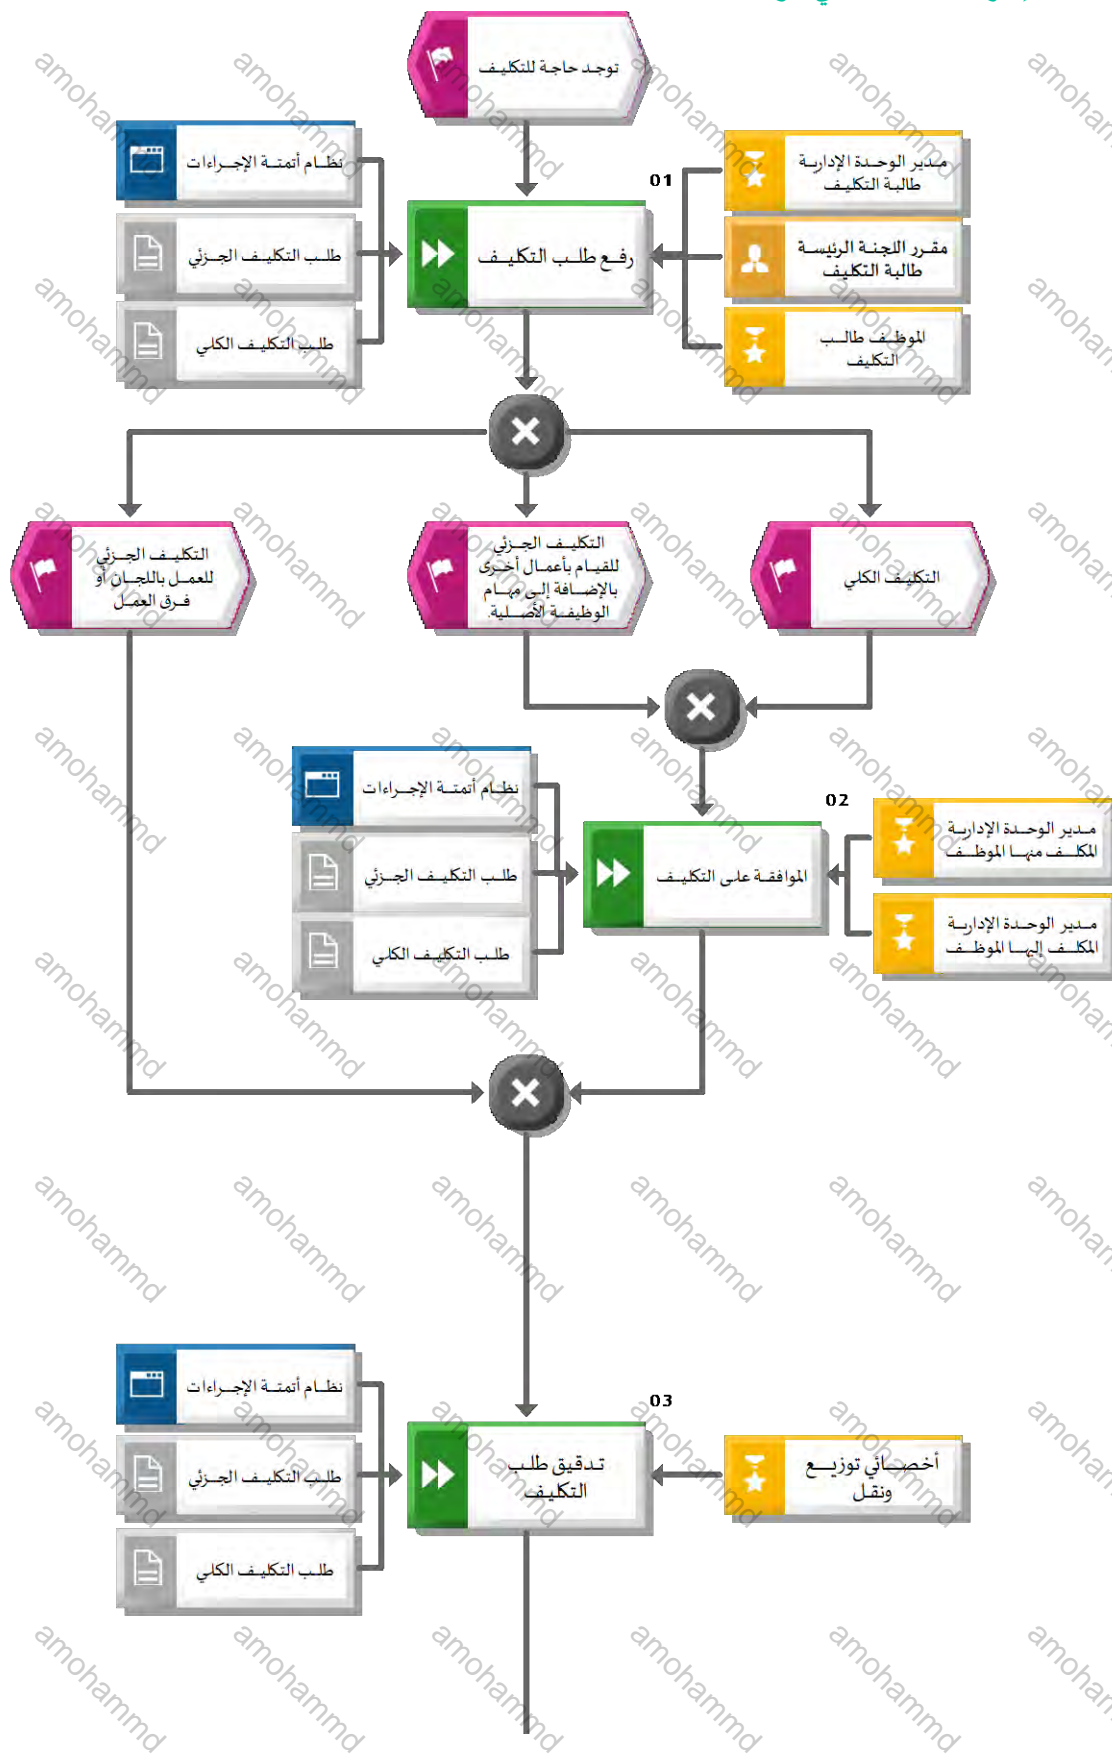 توجد حاجة للتكليف
مدير الوحدة الإدارية
طالبة التكليف
مقرر اللجنة الرئيسة
طالبة التكليف
الموظف طالب
التكليف
01
رفع طلب التكليف
نظام أتمتة الإجراءات
طلب التكليف الجزئي
طلب التكليف الكلي
التكليف الكلي
التكليف الجزئي
للقيام بأعمال أخرى
بالإضافة إلى مهام
الوظيفة الأصلية.
التكليف الجزئي
للعمل باللجان أو
فرق العمل
مدير الوحدة الإدارية
المكلف منها الموظف
مدير الوحدة الإدارية
المكلف إليها الموظف
02
الموافقة على التكليف
نظام أتمتة الإجراءات
طلب التكليف الجزئي
طلب التكليف الكلي
أخصائي توزيع
ونقل
03
تدقيق طلب
التكليف
نظام أتمتة الإجراءات
طلب التكليف الجزئي
طلب التكليف الكلي
amohammd